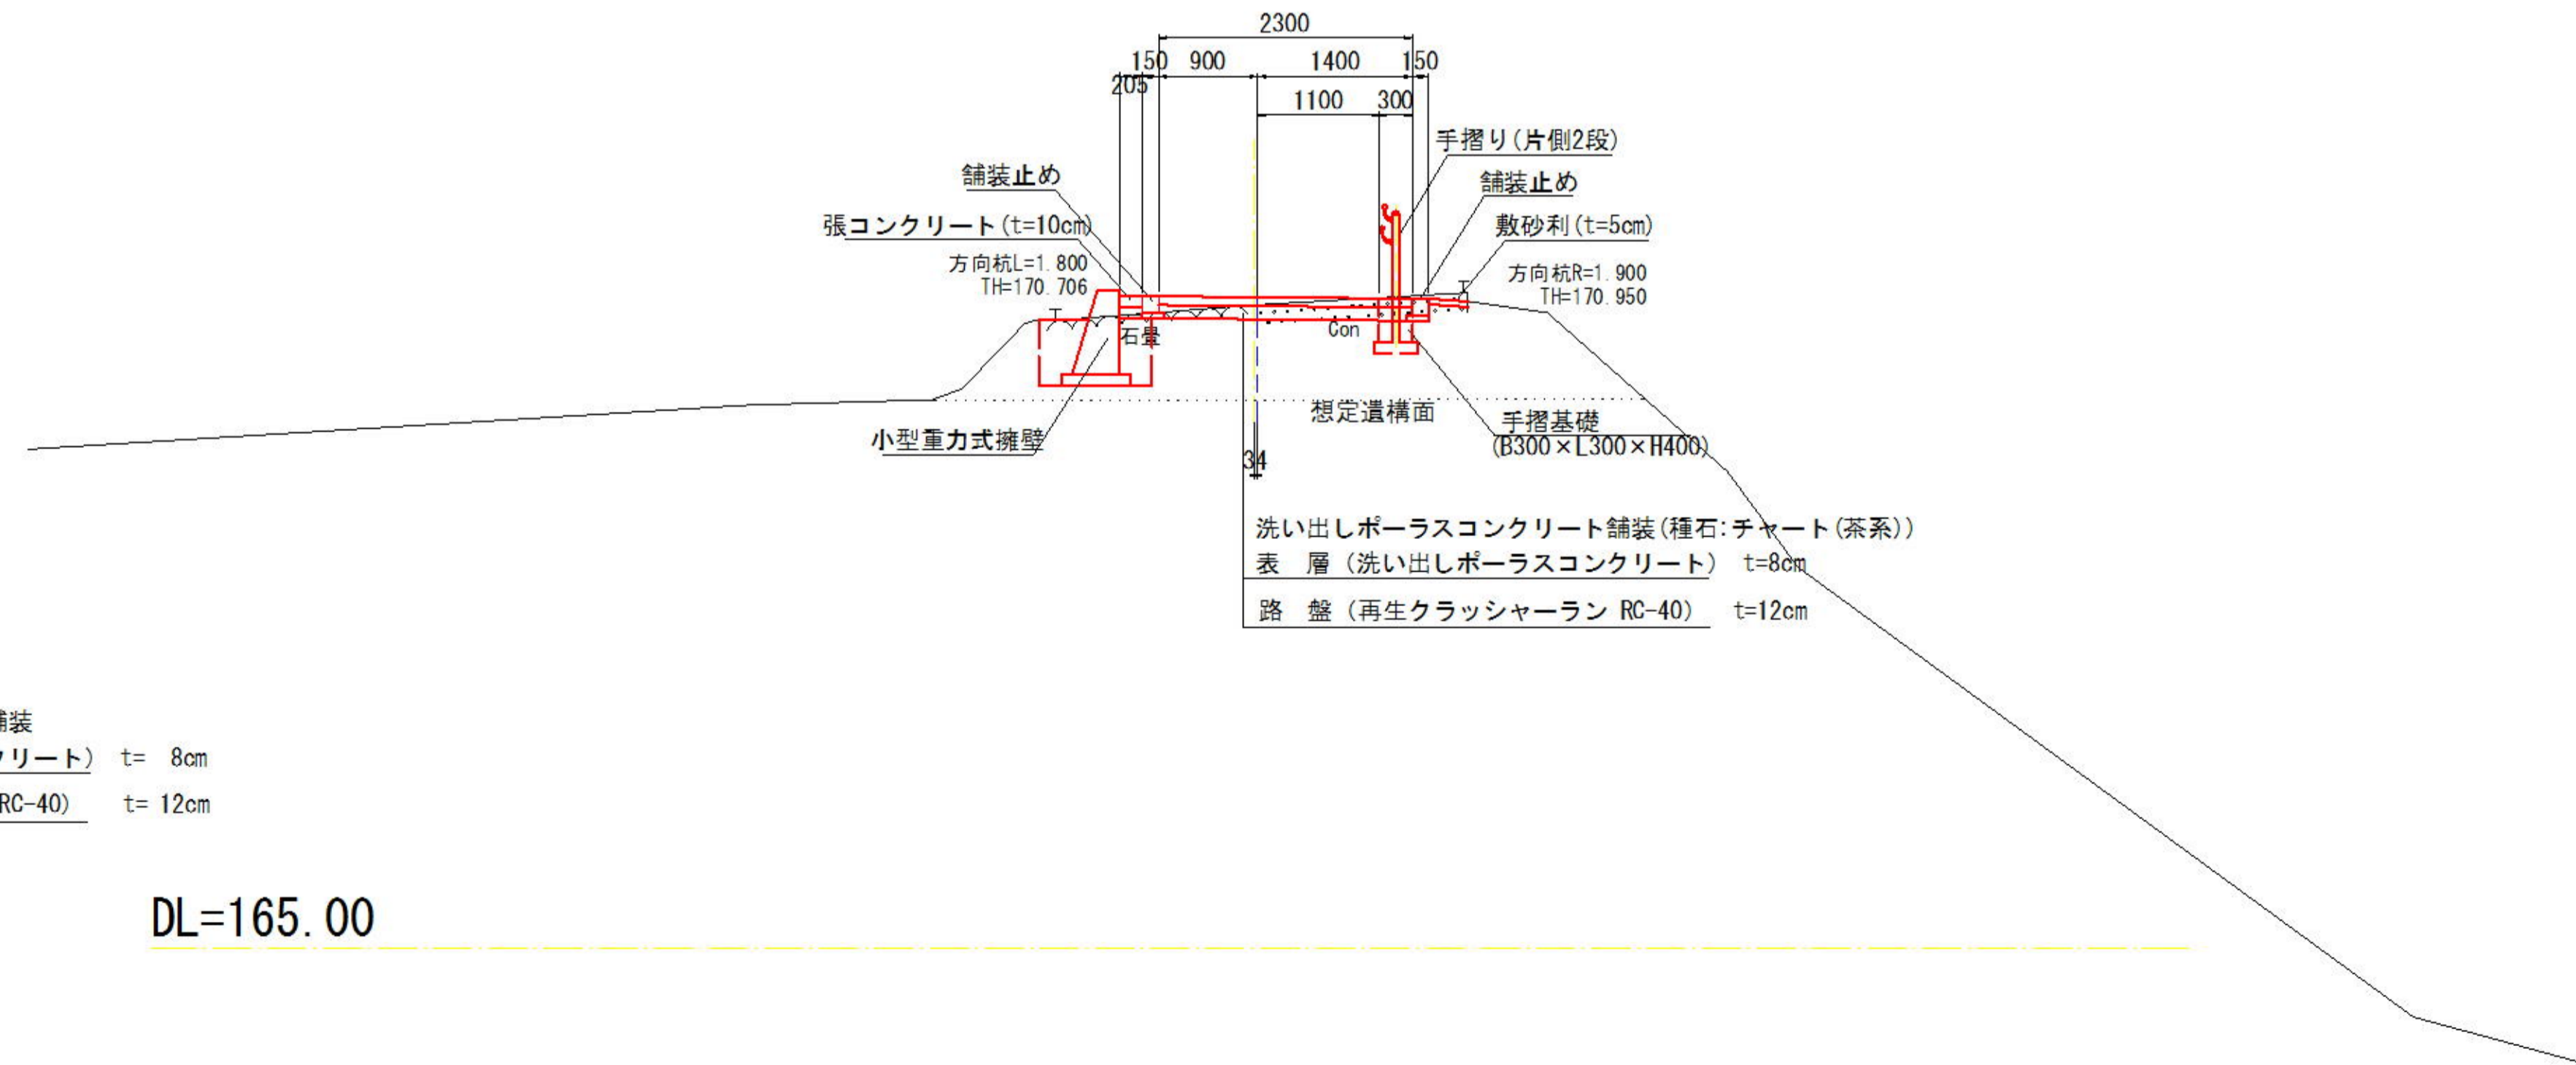 2300
150 900 1400 150
205
1100 300
手摺り(片側2段)
舗装止め
舗装止め
張コンクリート(t=10cm)
敷砂利(t=5cm)
方向杭L=1.800
TH=170.706
方向杭R=1.900
TH=170.950
石畳
Con
想定遺構面
手摺基礎
(B300×L300×H400)
小型重力式擁壁
34
洗い出しポーラスコンクリート舗装(種石:チャート(茶系))
表 層 (洗い出しポーラスコンクリート) t=8cm
路 盤 (再生クラッシャーラン RC-40) t=12cm
舗装
クリート) t= 8cm
RC-40) t= 12cm
DL=165.00